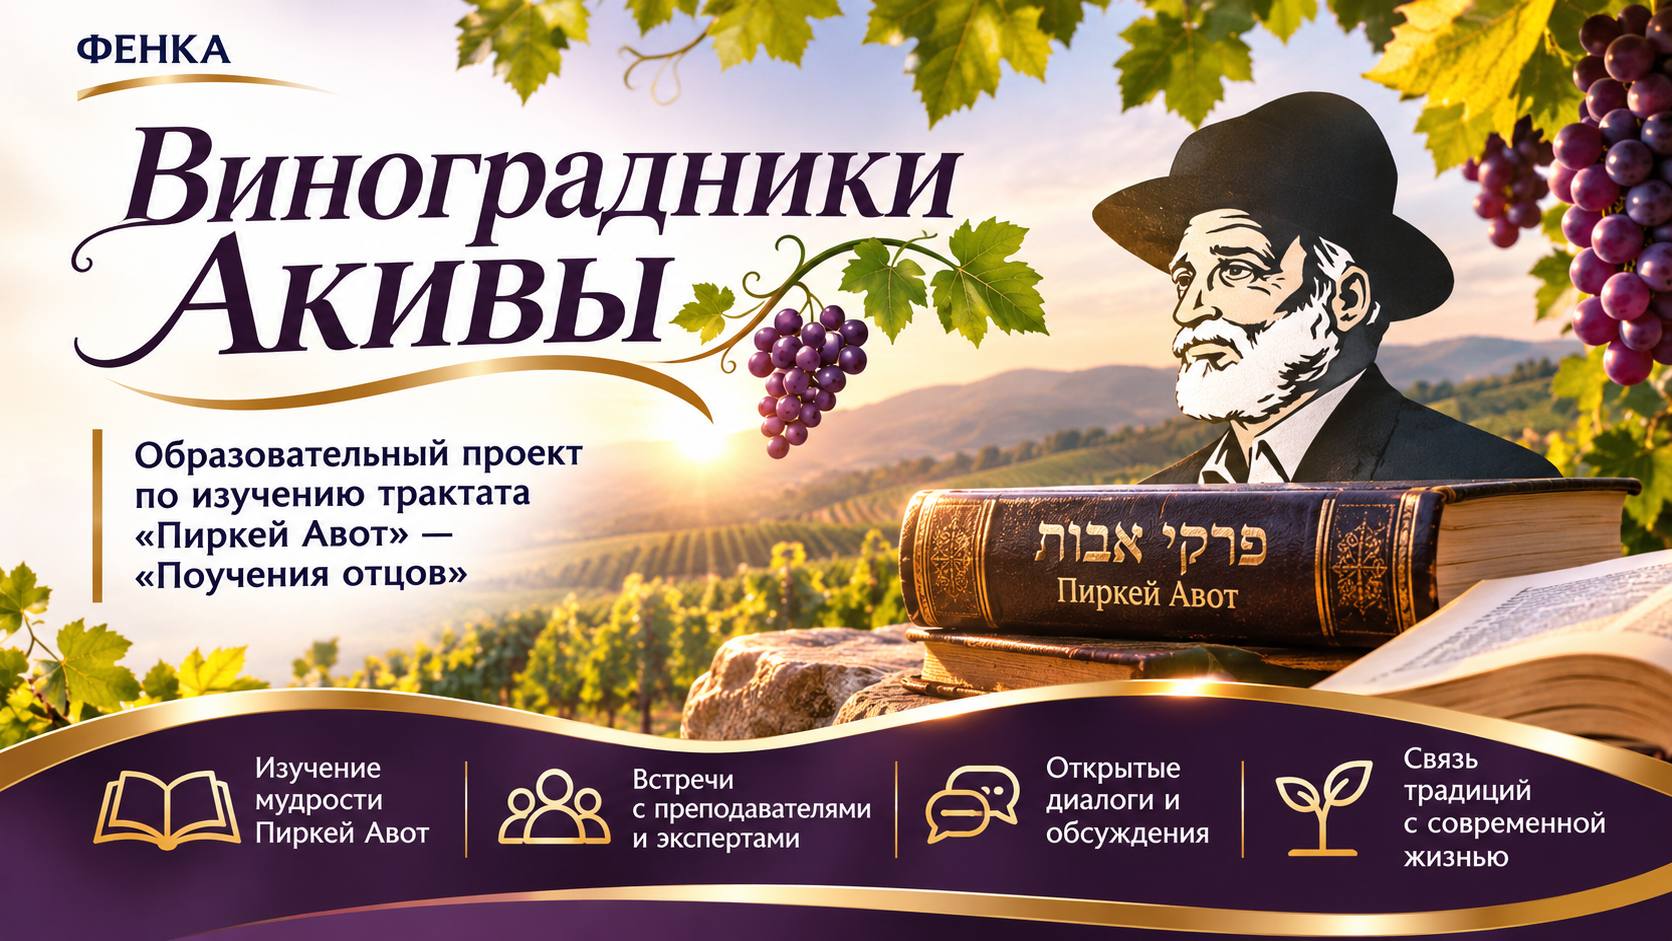 ФЕНКА
Виноградники
Акивы
Образовательный проект
по изучению трактата
«Пиркей Авот» —
«Поучения отцов»
פרקי אבות
Пиркей Авот
Изучение
мудрости
Пиркей Авот
Встречи
с преподавателями
и экспертами
Открытые
диалоги и
обсуждения
Связь
традиций
с современной
жизнью